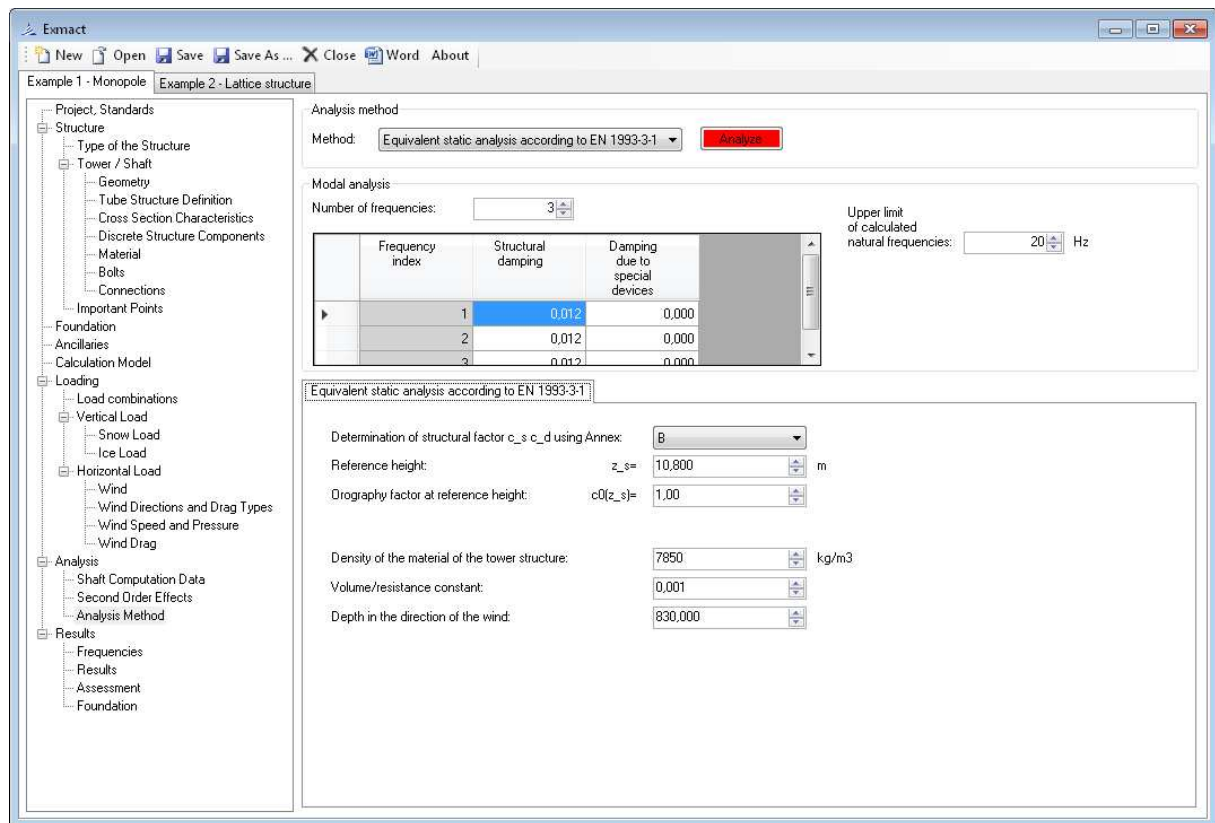 Exmact
New Open Save Save As ... Close Word About
Example 1 - Monopole Example 2 - Lattice structure
Project, Standards
Structure
Type of the Structure
Tower / Shaft
Geometry
Tube Structure Definition
Cross Section Characteristics
Discrete Structure Components
Material
Bolts
Connections
Important Points
Foundation
Ancillaries
Calculation Model
Loading
Load combinations
Vertical Load
Snow Load
Ice Load
Horizontal Load
Wind
Wind Directions and Drag Types
Wind Speed and Pressure
Wind Drag
Analysis
Shaft Computation Data
Second Order Effects
Analysis Method
Results
Frequencies
Results
Assessment
Foundation
Analysis method
Method: Equivalent static analysis according to EN 1993-3-1 Analyze
Modal analysis
Number of frequencies: 3
Upper limit
of calculated
natural frequencies: 20 Hz
Frequency index Structural damping Damping due to special devices
1 0,012 0,000
2 0,012 0,000
3 0,012 0,000
Equivalent static analysis according to EN 1993-3-1
Determination of structural factor c_s c_d using Annex: B
Reference height: z_s= 10,800 m
Orography factor at reference height: c0(z_s)= 1,00
Density of the material of the tower structure: 7850 kg/m3
Volume/resistance constant: 0,001
Depth in the direction of the wind: 830,000